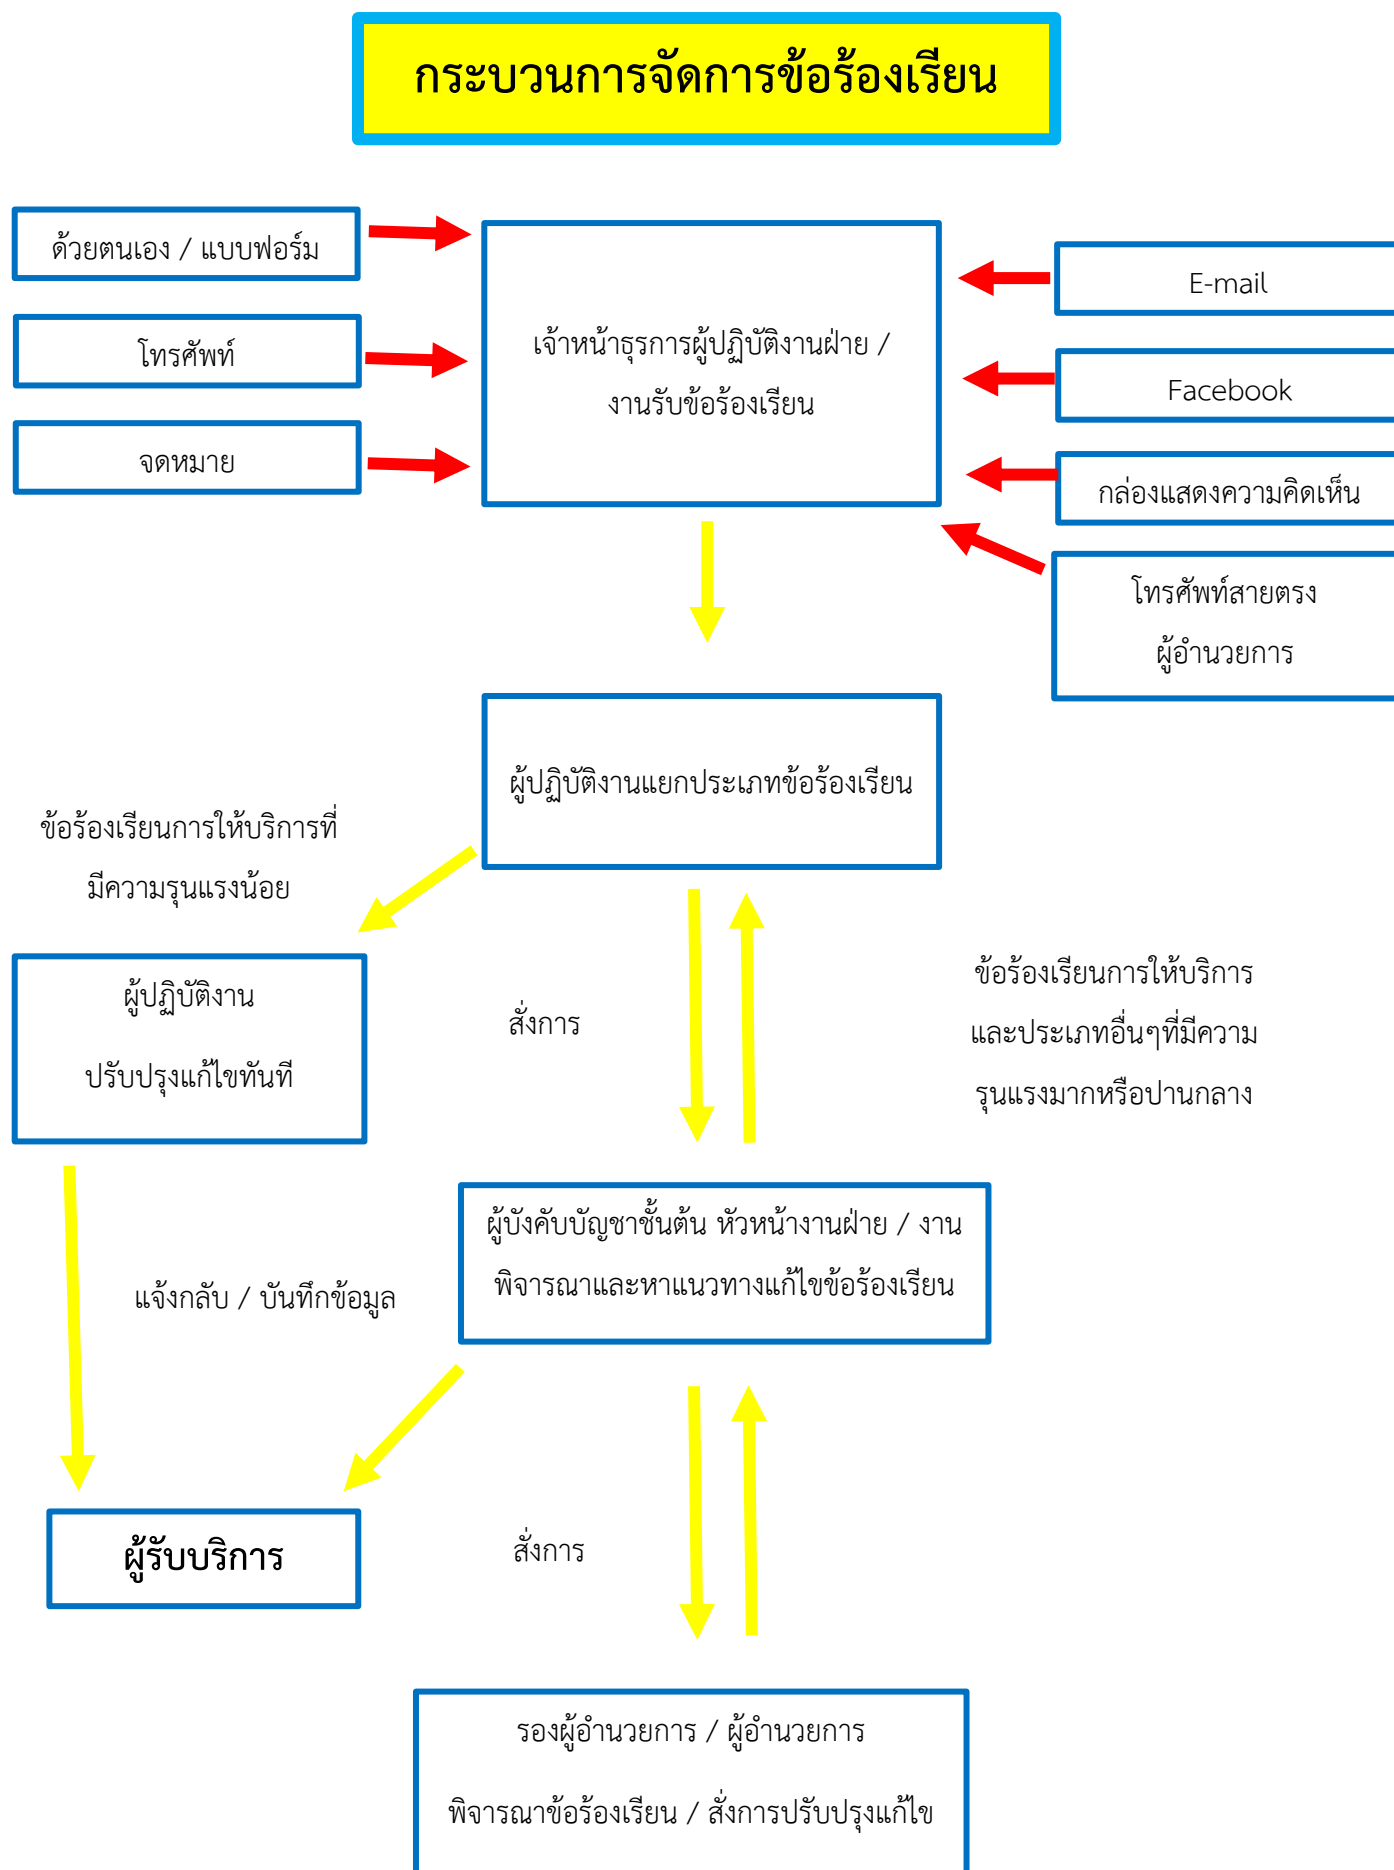 กระบวนการจัดการข้อร้องเรียน
ด้วยตนเอง / แบบฟอร์ม
โทรศัพท์
จดหมาย
เจ้าหน้าธุรการผู้ปฏิบัติงานฝ่าย /
งานรับข้อร้องเรียน
E-mail
Facebook
กล่องแสดงความคิดเห็น
โทรศัพท์สายตรง
ผู้อำนวยการ
ผู้ปฏิบัติงานแยกประเภทข้อร้องเรียน
ข้อร้องเรียนการให้บริการที่
มีความรุนแรงน้อย
ผู้ปฏิบัติงาน
ปรับปรุงแก้ไขทันที
สั่งการ
ข้อร้องเรียนการให้บริการ
และประเภทอื่นๆที่มีความ
รุนแรงมากหรือปานกลาง
ผู้บังคับบัญชาชั้นต้น หัวหน้างานฝ่าย / งาน
พิจารณาและหาแนวทางแก้ไขข้อร้องเรียน
แจ้งกลับ / บันทึกข้อมูล
ผู้รับบริการ
สั่งการ
รองผู้อำนวยการ / ผู้อำนวยการ
พิจารณาข้อร้องเรียน / สั่งการปรับปรุงแก้ไข